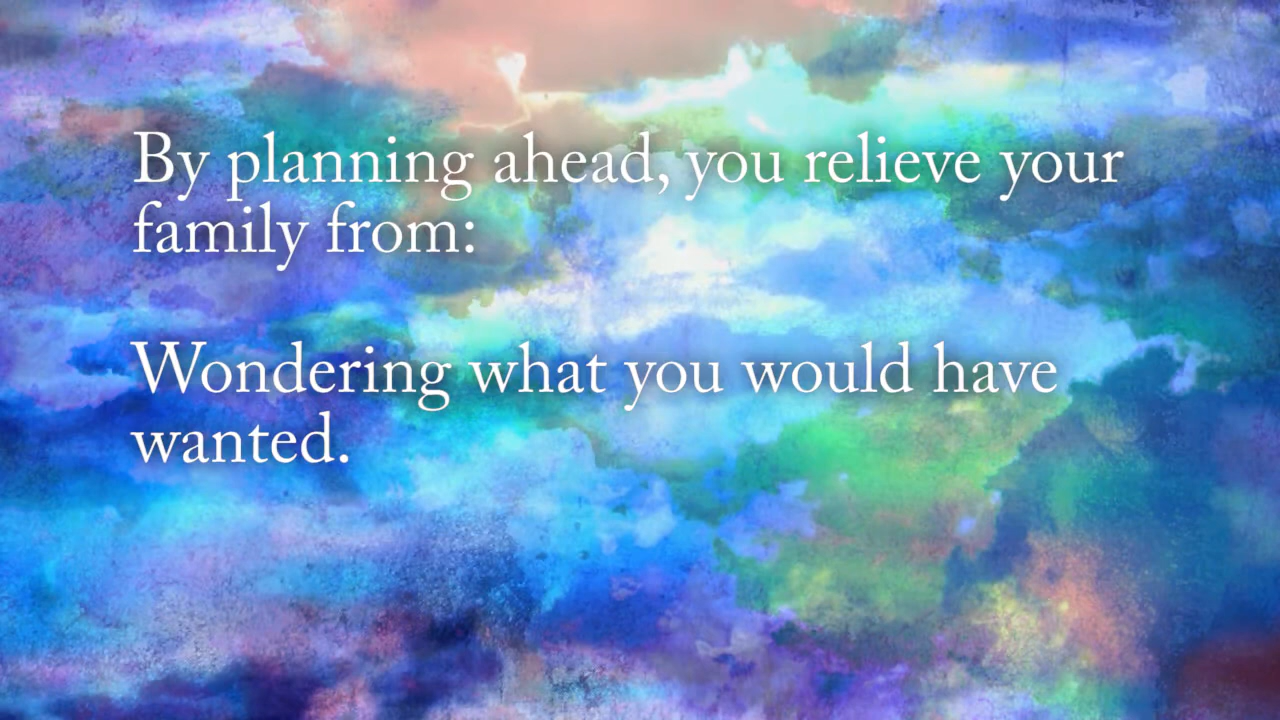 By planning ahead, you relieve your
family from:
Wondering what you would have
wanted.